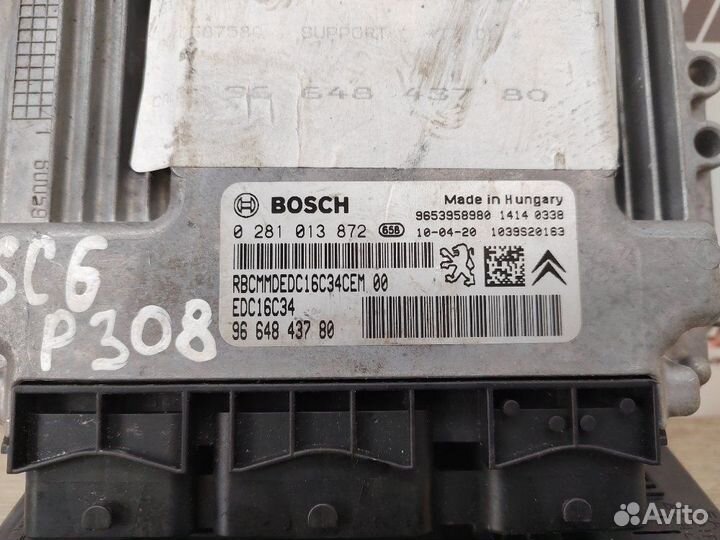 SUPPORT
96 648 437 80
BOSCH
Made in Hungary
9653958980 1414 0338
0 281 013 872 658 10-04-20 1039S20163
RBCMMDEDC16C34CEM 00
EDC16C34
96 648 437 80
SC6
P308
Avito